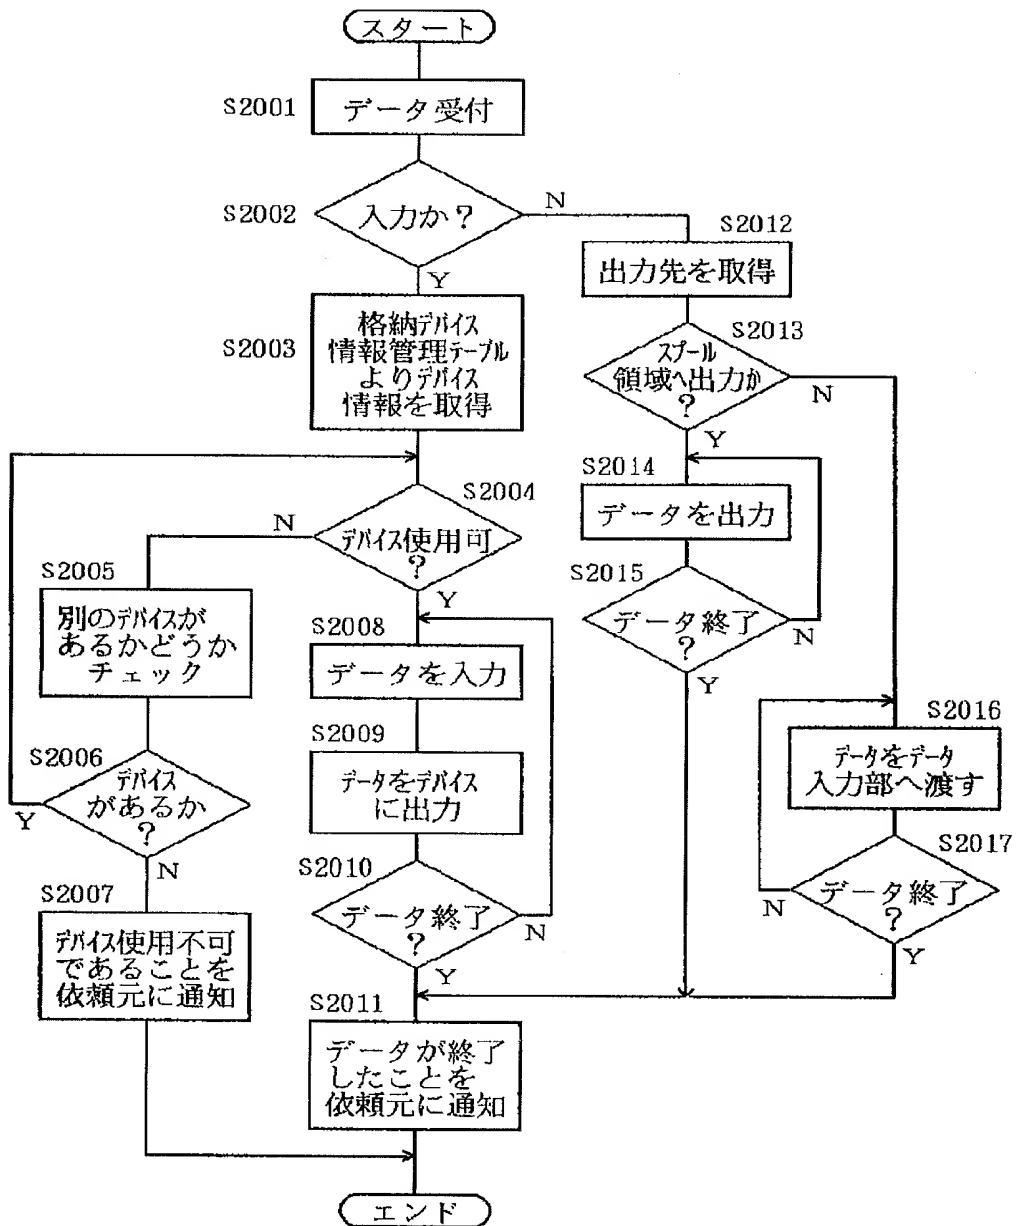 スタート
S2001
データ受付
S2002
入力か?
N
Y
S2003
格納デバイス
情報管理テーブル
よりデバイス
情報を取得
S2012
出力先を取得
S2013
スプール
領域へ出力か
?
N
Y
S2014
データを出力
S2015
データ終了
?
N
Y
S2004
デバイス使用可
?
N
Y
S2005
別のデバイスが
あるかどうか
チェック
S2006
デバイス
があるか
?
Y
N
S2007
デバイス使用不可
であることを
依頼元に通知
S2008
データを入力
S2009
データをデバイス
に出力
S2010
データ終了
?
N
Y
S2016
データをデータ
入力部へ渡す
S2017
データ終了
?
N
Y
S2011
データが終了
したことを
依頼元に通知
エンド